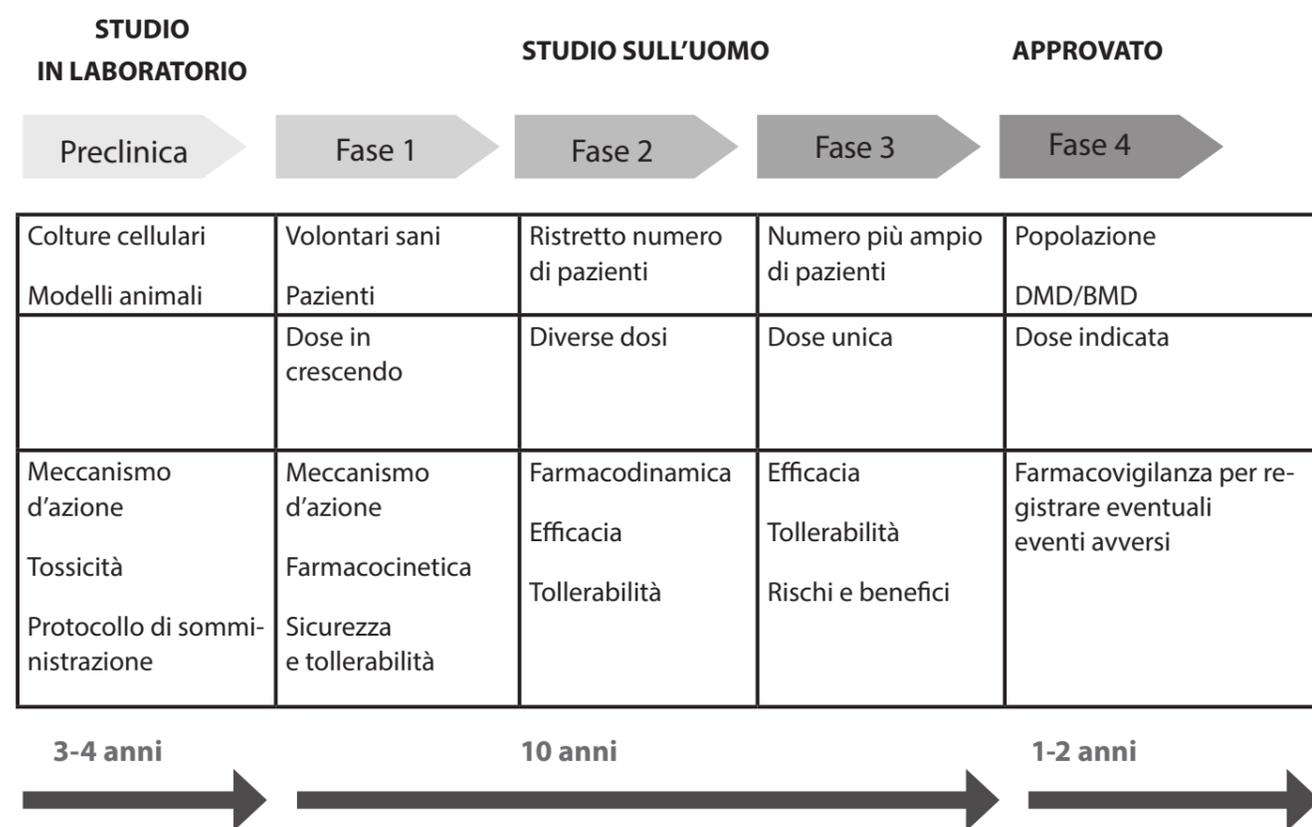 STUDIO
IN LABORATORIO
STUDIO SULL’UOMO
APPROVATO
Preclinica
Fase 1
Fase 2
Fase 3
Fase 4
Colture cellulari
Modelli animali
Volontari sani
Pazienti
Ristretto numero
di pazienti
Numero più ampio
di pazienti
Popolazione
DMD/BMD
Dose in
crescendo
Diverse dosi
Dose unica
Dose indicata
Meccanismo
d’azione
Tossicità
Protocollo di sommi-
nistrazione
Meccanismo
d’azione
Farmacocinetica
Sicurezza
e tollerabilità
Farmacodinamica
Efficacia
Tollerabilità
Efficacia
Tollerabilità
Rischi e benefici
Farmacovigilanza per re-
gistrare eventuali
eventi avversi
3-4 anni
10 anni
1-2 anni